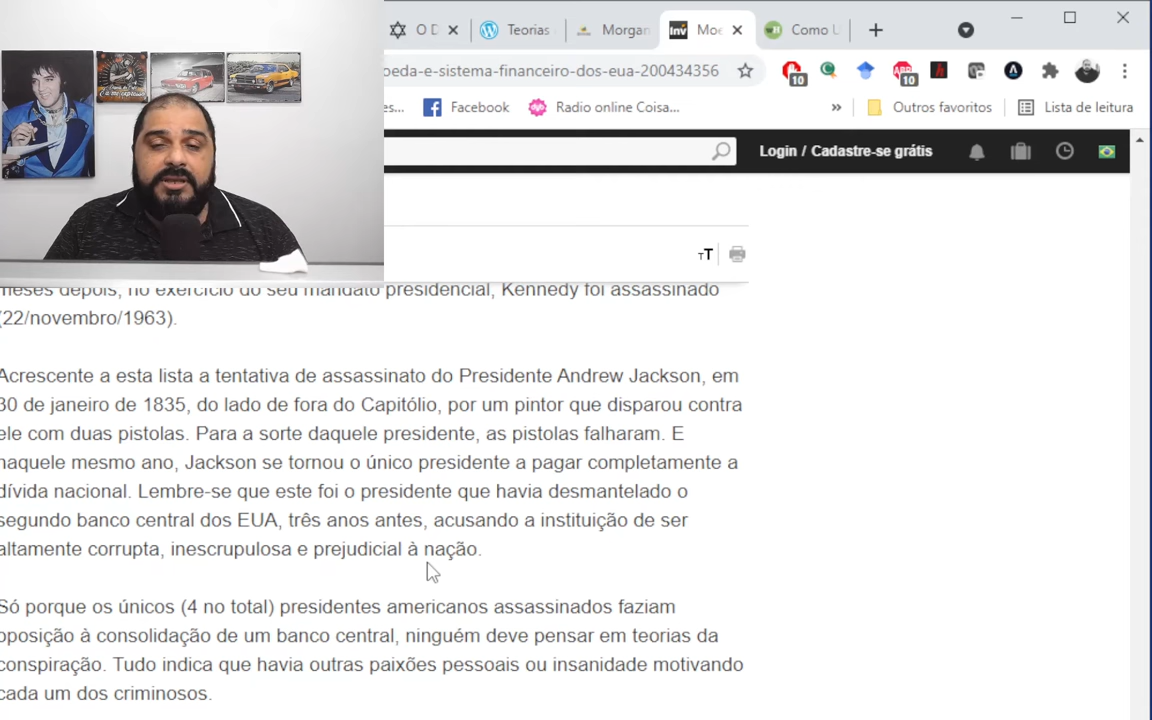 O D
Teorias
Morgan
Inv
Moe
Como U
oeda-e-sistema-financeiro-dos-eua-200434356
10
10
es...
Facebook
Radio online Coisa...
»
Outros favoritos
Lista de leitura
Login / Cadastre-se grátis
TT
meses depois, no exercício do seu mandato presidencial, Kennedy foi assassinado
(22/novembro/1963).
Acrescente a esta lista a tentativa de assassinato do Presidente Andrew Jackson, em
30 de janeiro de 1835, do lado de fora do Capitólio, por um pintor que disparou contra
ele com duas pistolas. Para a sorte daquele presidente, as pistolas falharam. E
naquele mesmo ano, Jackson se tornou o único presidente a pagar completamente a
dívida nacional. Lembre-se que este foi o presidente que havia desmantelado o
segundo banco central dos EUA, três anos antes, acusando a instituição de ser
altamente corrupta, inescrupulosa e prejudicial à nação.
Só porque os únicos (4 no total) presidentes americanos assassinados faziam
oposição à consolidação de um banco central, ninguém deve pensar em teorias da
conspiração. Tudo indica que havia outras paixões pessoais ou insanidade motivando
cada um dos criminosos.